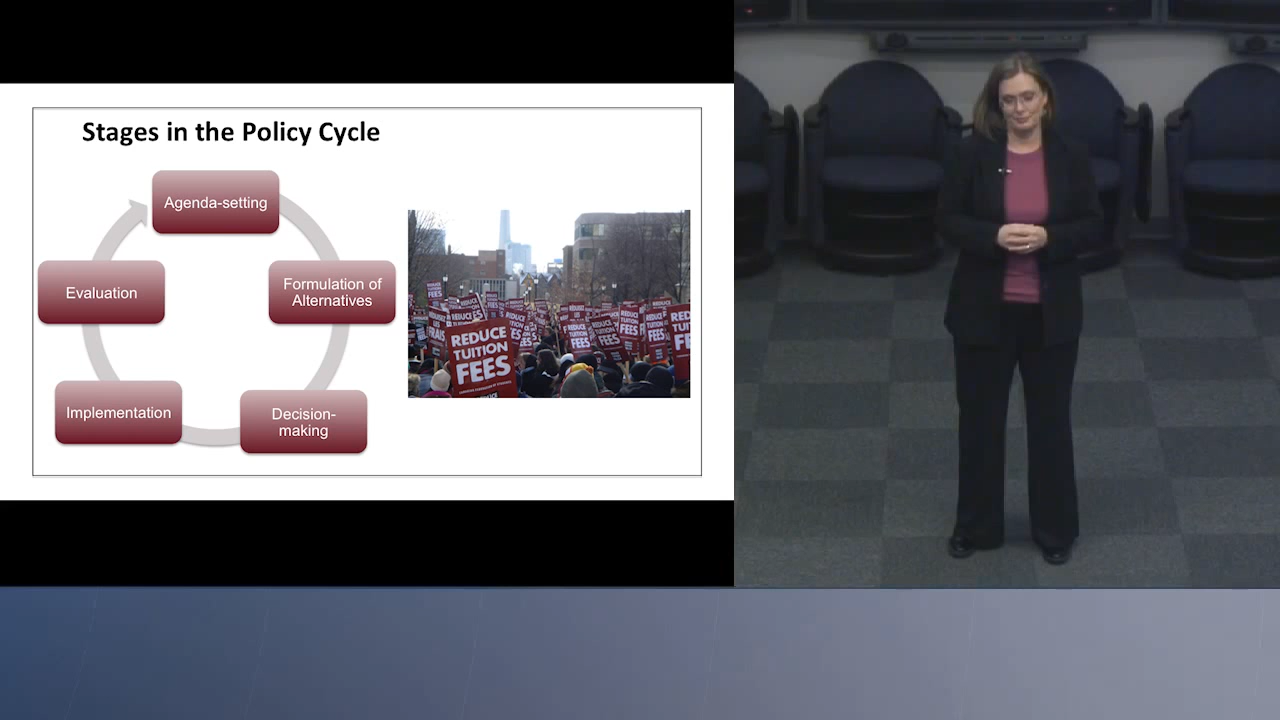 Stages in the Policy Cycle
Agenda-setting
Evaluation
Formulation of
Alternatives
Implementation
Decision-
making
REDUCE
TUITION
FEES